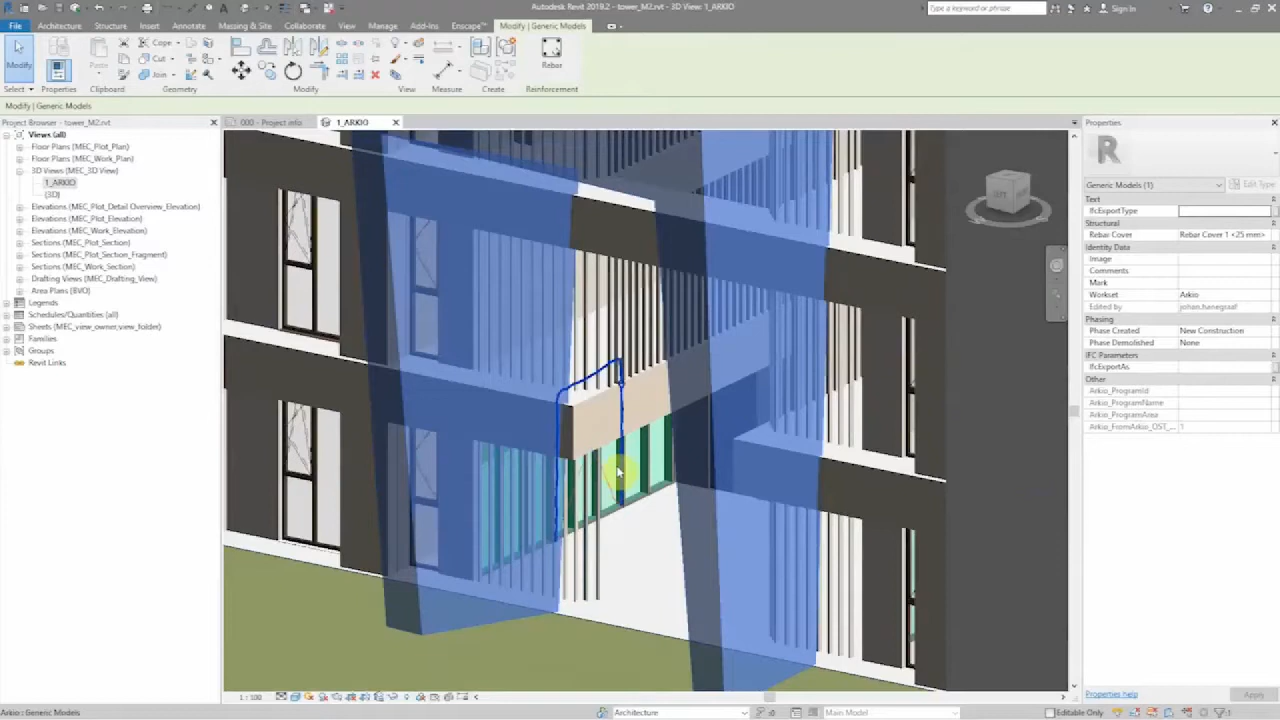 Autodesk Revit 2019.2 - tower_M2.rvt - 3D View: 1_ARKIO
Type a keyword or phrase
Sign In
File Architecture Structure Insert Annotate Massing & Site Collaborate View Manage Add-Ins Enscape™ Modify | Generic Models
Modify
Paste
Cope
Cut
Join
Rebar
Select Properties Clipboard Geometry Modify View Measure Create Reinforcement
Modify | Generic Models
Project Browser - tower_M2.rvt
000 - Project info
1_ARKIO
Properties
Views (all)
Floor Plans (MEC_Plot_Plan)
Floor Plans (MEC_Work_Plan)
3D Views (MEC_3D View)
1_ARKIO
{3D}
Elevations (MEC_Plot_Detail Overview_Elevation)
Elevations (MEC_Plot_Elevation)
Elevations (MEC_Work_Elevation)
Sections (MEC_Plot_Section)
Sections (MEC_Plot_Section_Fragment)
Sections (MEC_Work_Section)
Drafting Views (MEC_Drafting_View)
Area Plans (BVO)
Legends
Schedules/Quantities (all)
Sheets (MEC_view_owner,view_folder)
Families
Groups
Revit Links
Generic Models (1)
Edit Type
Text
IfcExportType
Structural
Rebar Cover Rebar Cover 1 <25 mm>
Identity Data
Image
Comments
Mark
Workset Arkio
Edited by johan.hanegraaf
Phasing
Phase Created New Construction
Phase Demolished None
IFC Parameters
IfcExportAs
Other
Arkio_ProgramId
Arkio_ProgramName
Arkio_ProgramArea
Arkio_FromArkio_OST_... 1
Properties help
Apply
1 : 100
Arkio : Generic Models
Architecture
:0
Main Model
Editable Only
:1